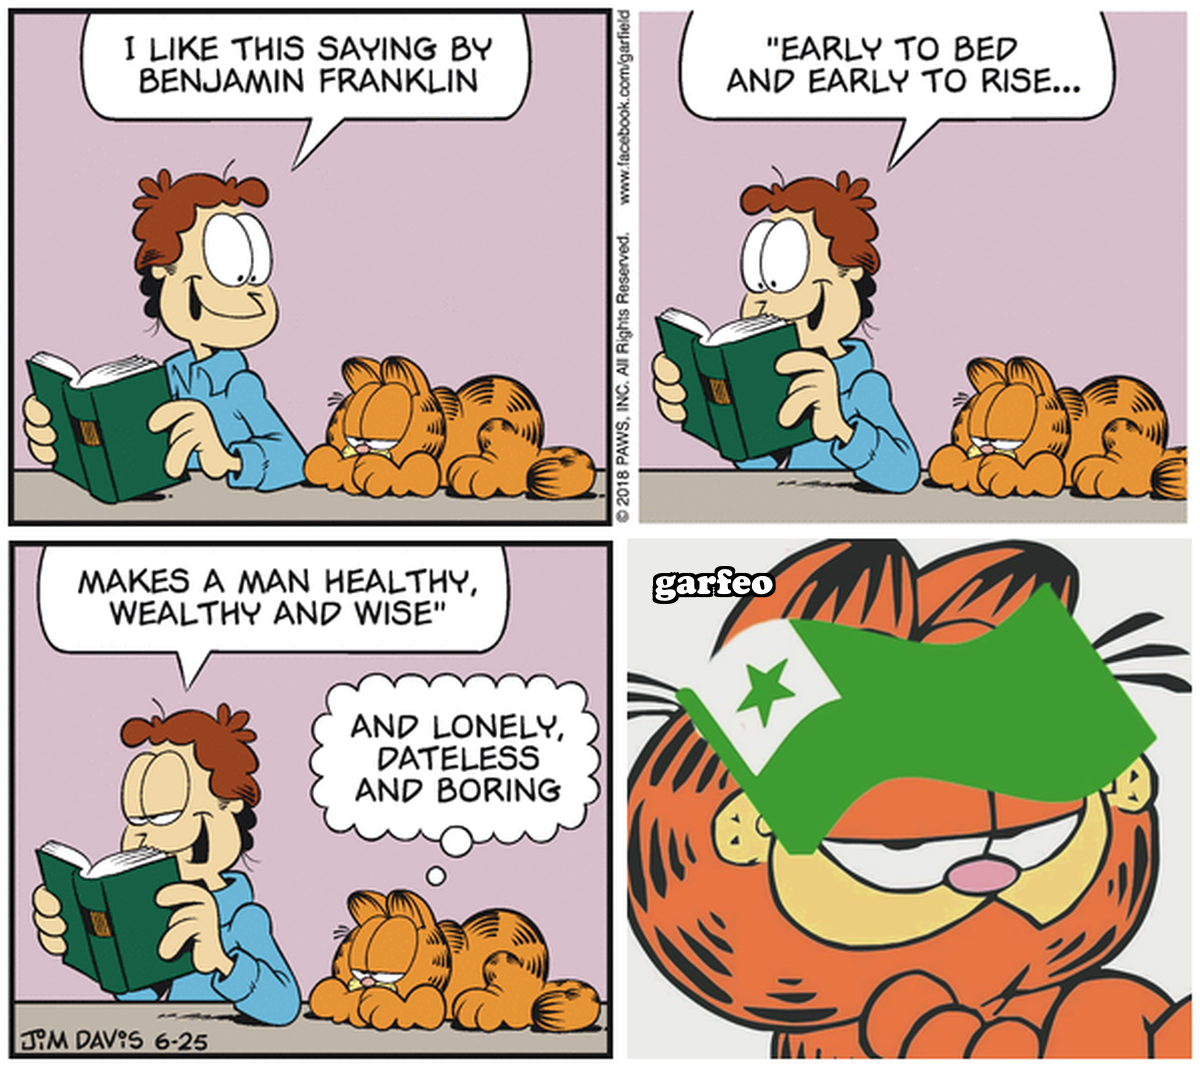 I LIKE THIS SAYING BY
BENJAMIN FRANKLIN
www.facebook.com/garfield
© 2018 PAWS, INC. All Rights Reserved.
"EARLY TO BED
AND EARLY TO RISE...
MAKES A MAN HEALTHY,
WEALTHY AND WISE"
AND LONELY,
DATELESS
AND BORING
JiM DAViS 6-25
garfeo